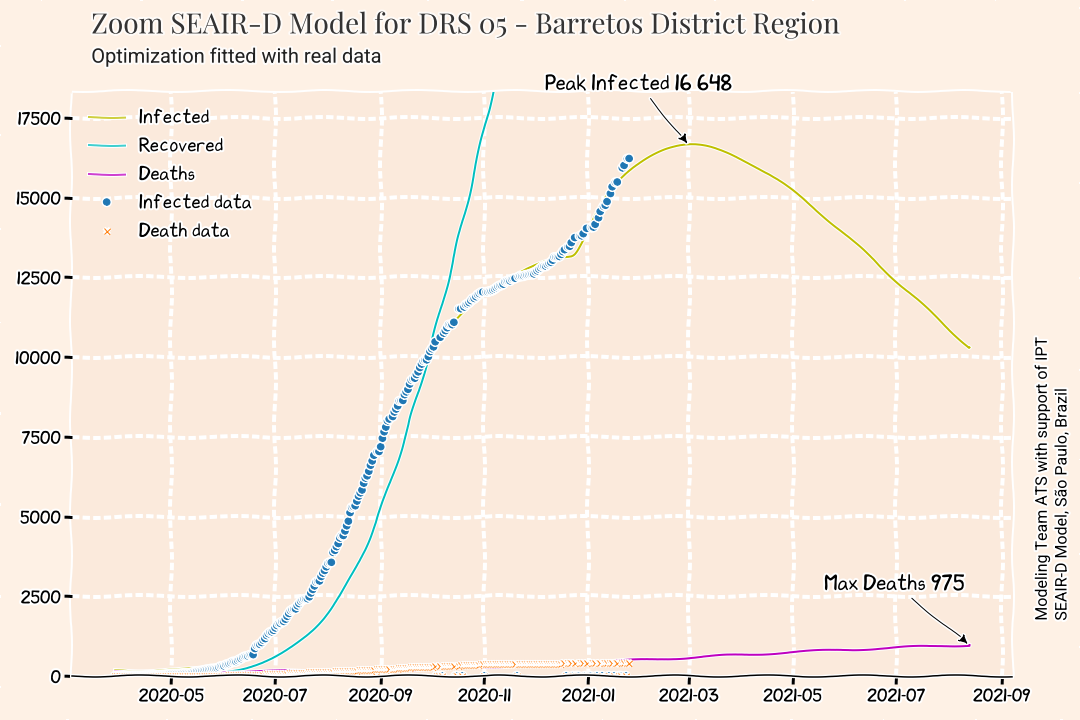 Zoom SEAIR-D Model for DRS 05 - Barretos District Region
Optimization fitted with real data
Peak Infected 16 648
Infected
Recovered
Deaths
Infected data
Death data
17500
15000
12500
10000
7500
5000
2500
0
Max Deaths 975
2020-05
2020-07
2020-09
2020-11
2021-01
2021-03
2021-05
2021-07
2021-09
Modeling Team ATS with support of IPT
SEAIR-D Model, São Paulo, Brazil